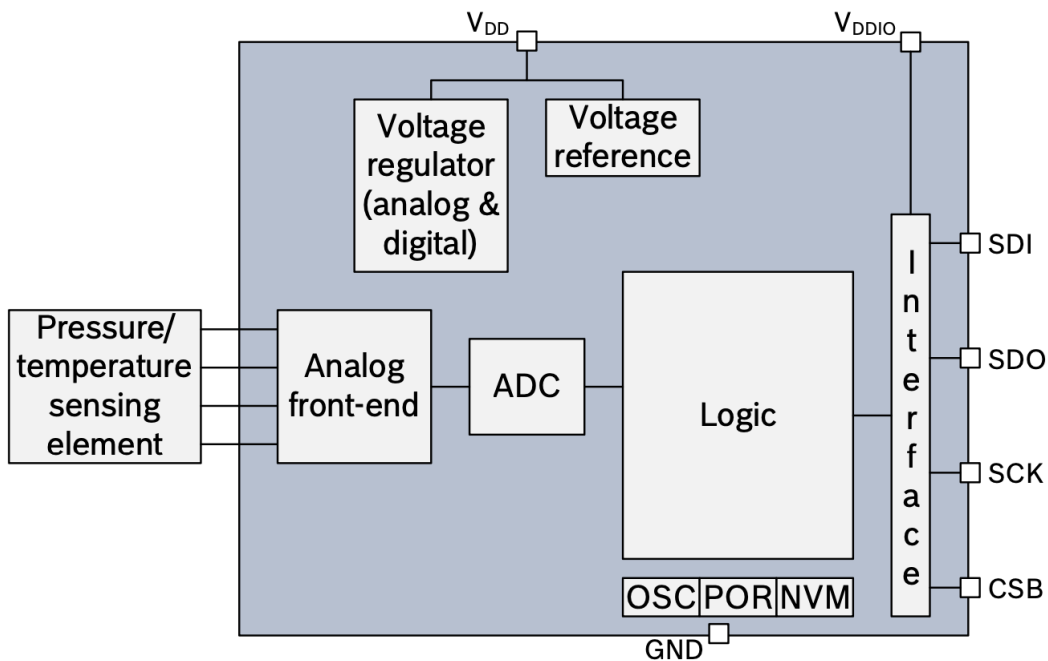 VDD
VDDIO
Voltage
regulator
(analog &
digital)
Voltage
reference
Pressure/
temperature
sensing
element
Analog
front-end
ADC
Logic
Interface
SDI
SDO
SCK
CSB
OSC POR NVM
GND